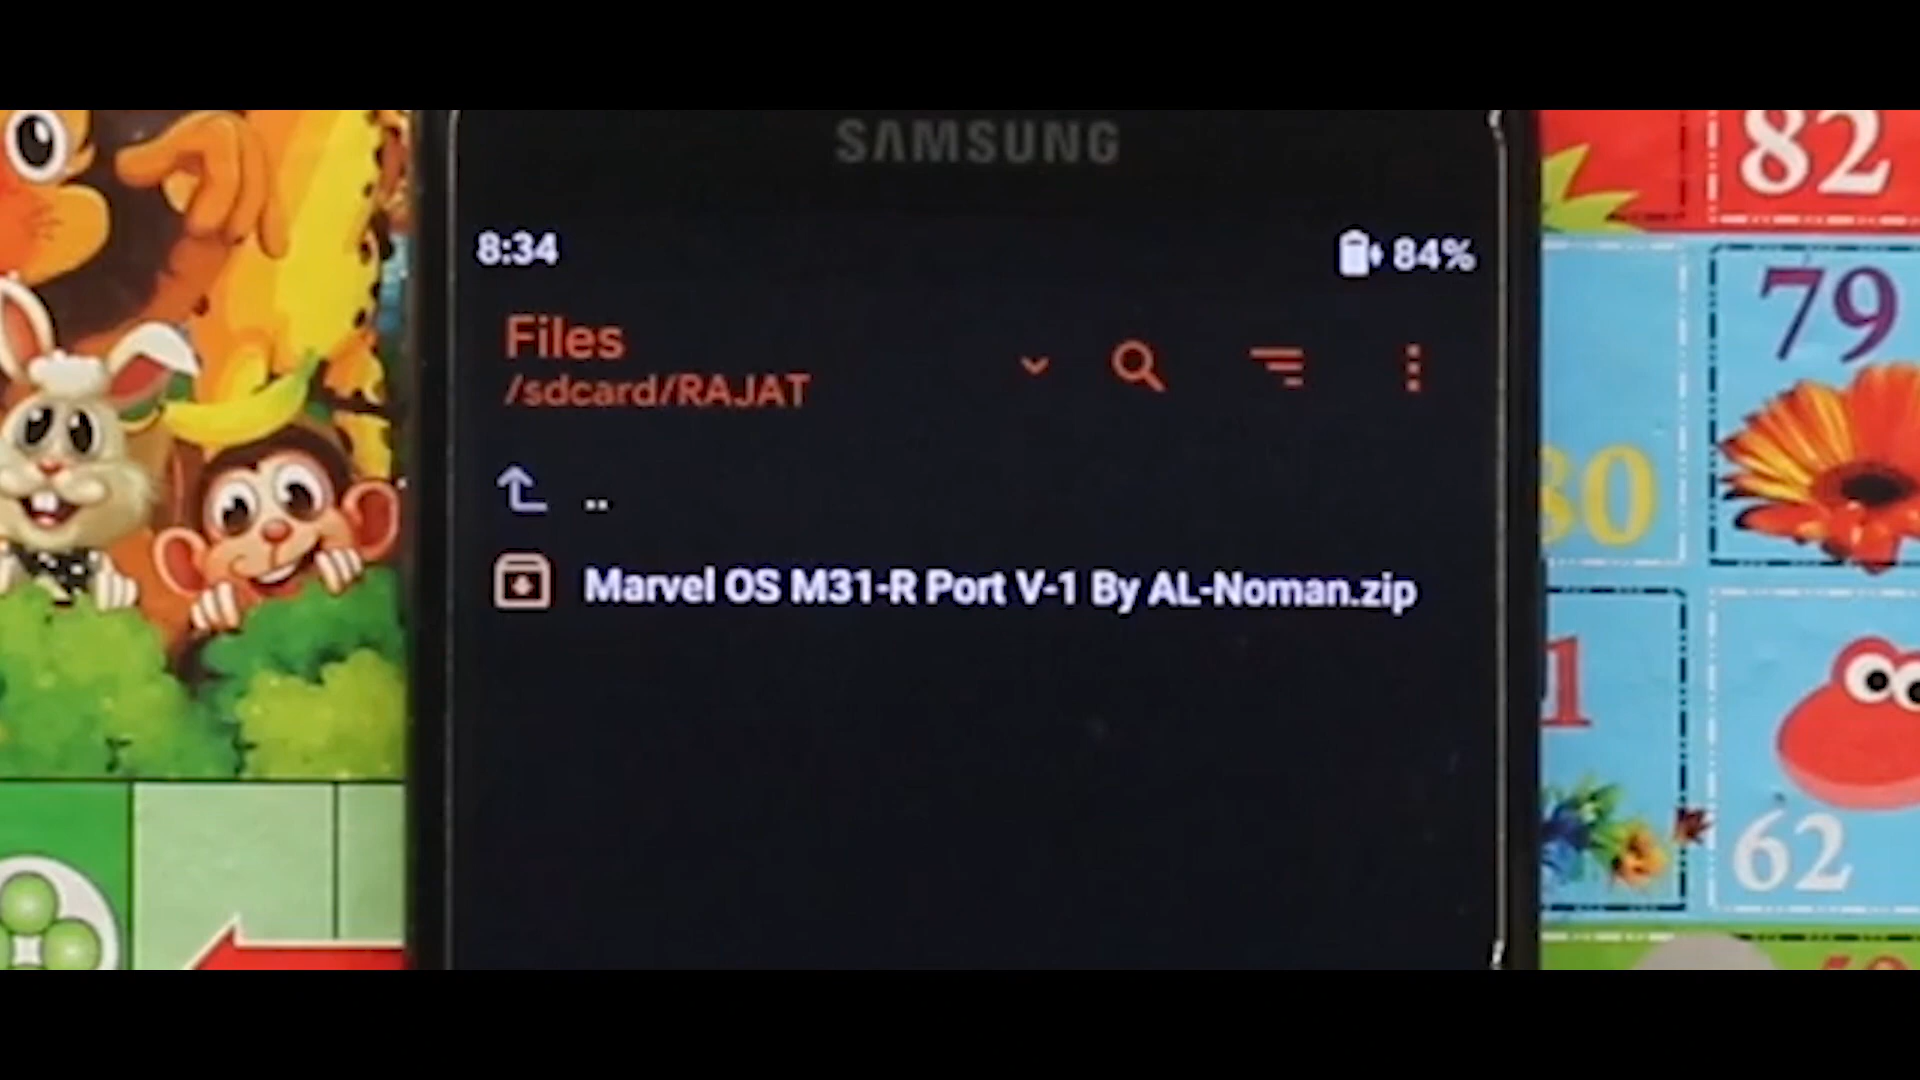 SAMSUNG
8:34
84%
Files
/sdcard/RAJAT
..
Marvel OS M31-R Port V-1 By AL-Noman.zip
82
79
80
62